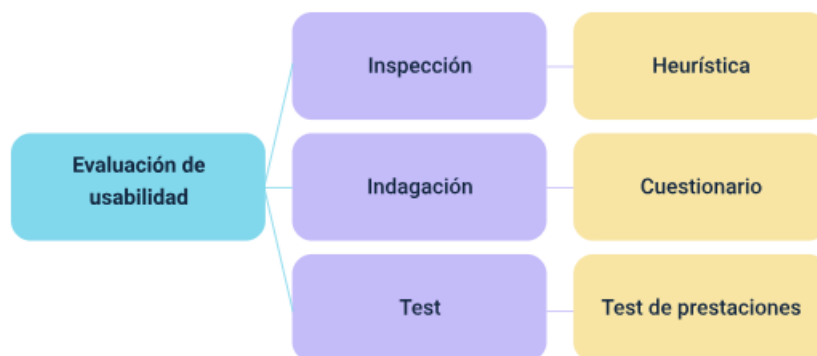 Inspección
Heurística
Evaluación de
usabilidad
Indagación
Cuestionario
Test
Test de prestaciones